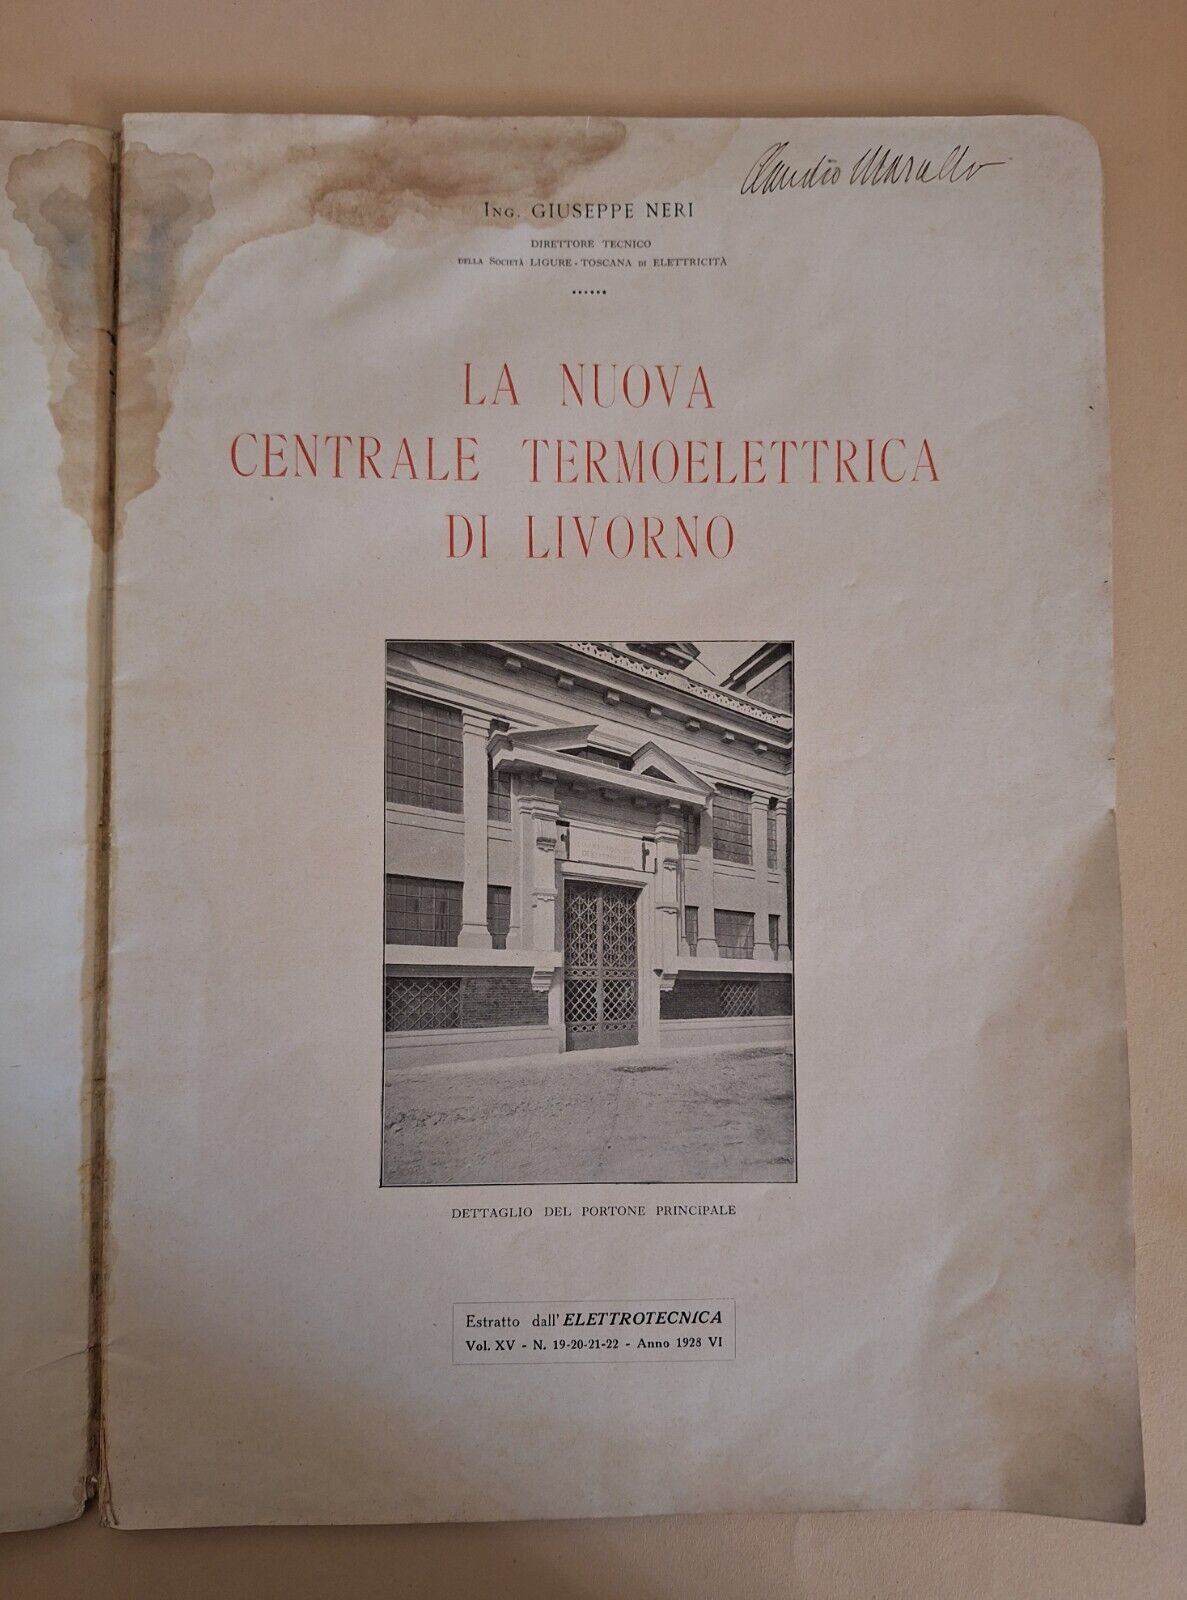 Claudio
Ing. GIUSEPPE NERI
DIRETTORE TECNICO
DELLA SOCIETÀ LIGURE - TOSCANA DI ELETTRICITÀ
LA NUOVA
CENTRALE TERMOELETTRICA
DI LIVORNO
DETTAGLIO DEL PORTONE PRINCIPALE
Estratto dall'ELETTROTECNICA
Vol. XV - N. 19-20-21-22 - Anno 1928 VI